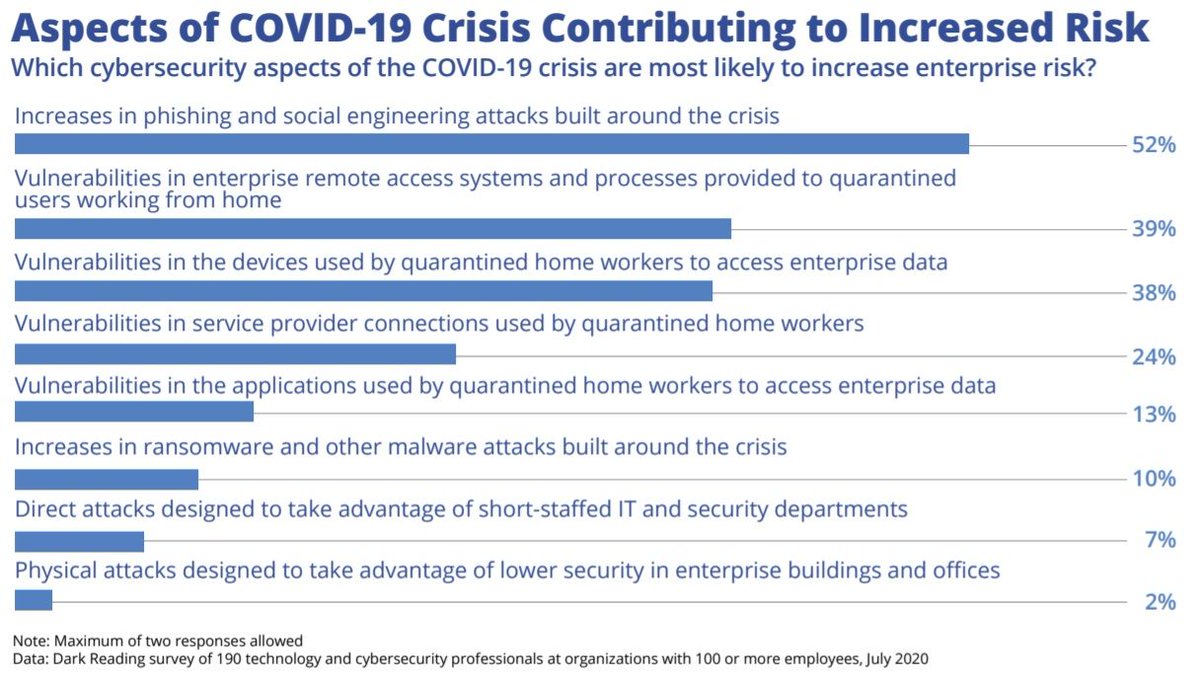 Aspects of COVID-19 Crisis Contributing to Increased Risk
Which cybersecurity aspects of the COVID-19 crisis are most likely to increase enterprise risk?
Increases in phishing and social engineering attacks built around the crisis
52%
Vulnerabilities in enterprise remote access systems and processes provided to quarantined
users working from home
39%
Vulnerabilities in the devices used by quarantined home workers to access enterprise data
38%
Vulnerabilities in service provider connections used by quarantined home workers
24%
Vulnerabilities in the applications used by quarantined home workers to access enterprise data
13%
Increases in ransomware and other malware attacks built around the crisis
10%
Direct attacks designed to take advantage of short-staffed IT and security departments
7%
Physical attacks designed to take advantage of lower security in enterprise buildings and offices
2%
Note: Maximum of two responses allowed
Data: Dark Reading survey of 190 technology and cybersecurity professionals at organizations with 100 or more employees, July 2020